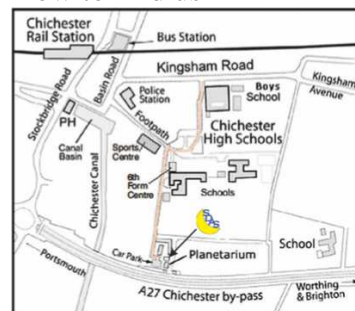 Chichester
Rail Station
Bus Station
Kingsham Road
Stockbridge Road
Basin Road
Police
Station
Boys
School
Kingsham
Avenue
PH
Footpath
Chichester
High Schools
Canal
Basin
Sports
Centre
Chichester Canal
6th
Form
Centre
Schools
Car Park
Planetarium
School
Portsmouth
A27 Chichester by-pass
Worthing
& Brighton